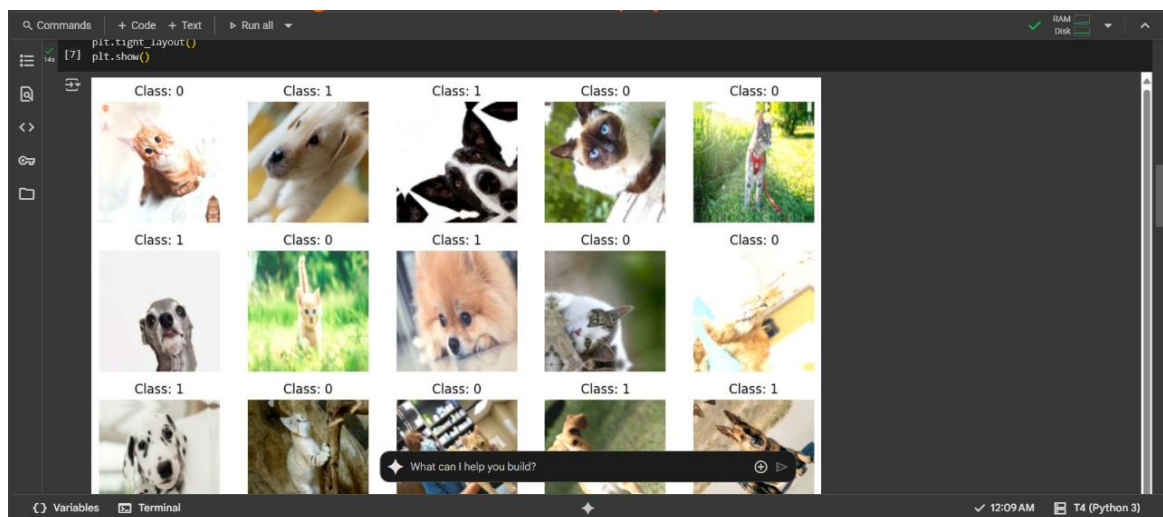 Commands + Code + Text Run all
RAM
Disk
plt.tight_layout()
14s [7] plt.show()
Class: 0 Class: 1 Class: 1 Class: 0 Class: 0
Class: 1 Class: 0 Class: 1 Class: 0 Class: 0
Class: 1 Class: 0 Class: 0 Class: 1 Class: 1
What can I help you build?
{} Variables Terminal 12:09 AM T4 (Python 3)